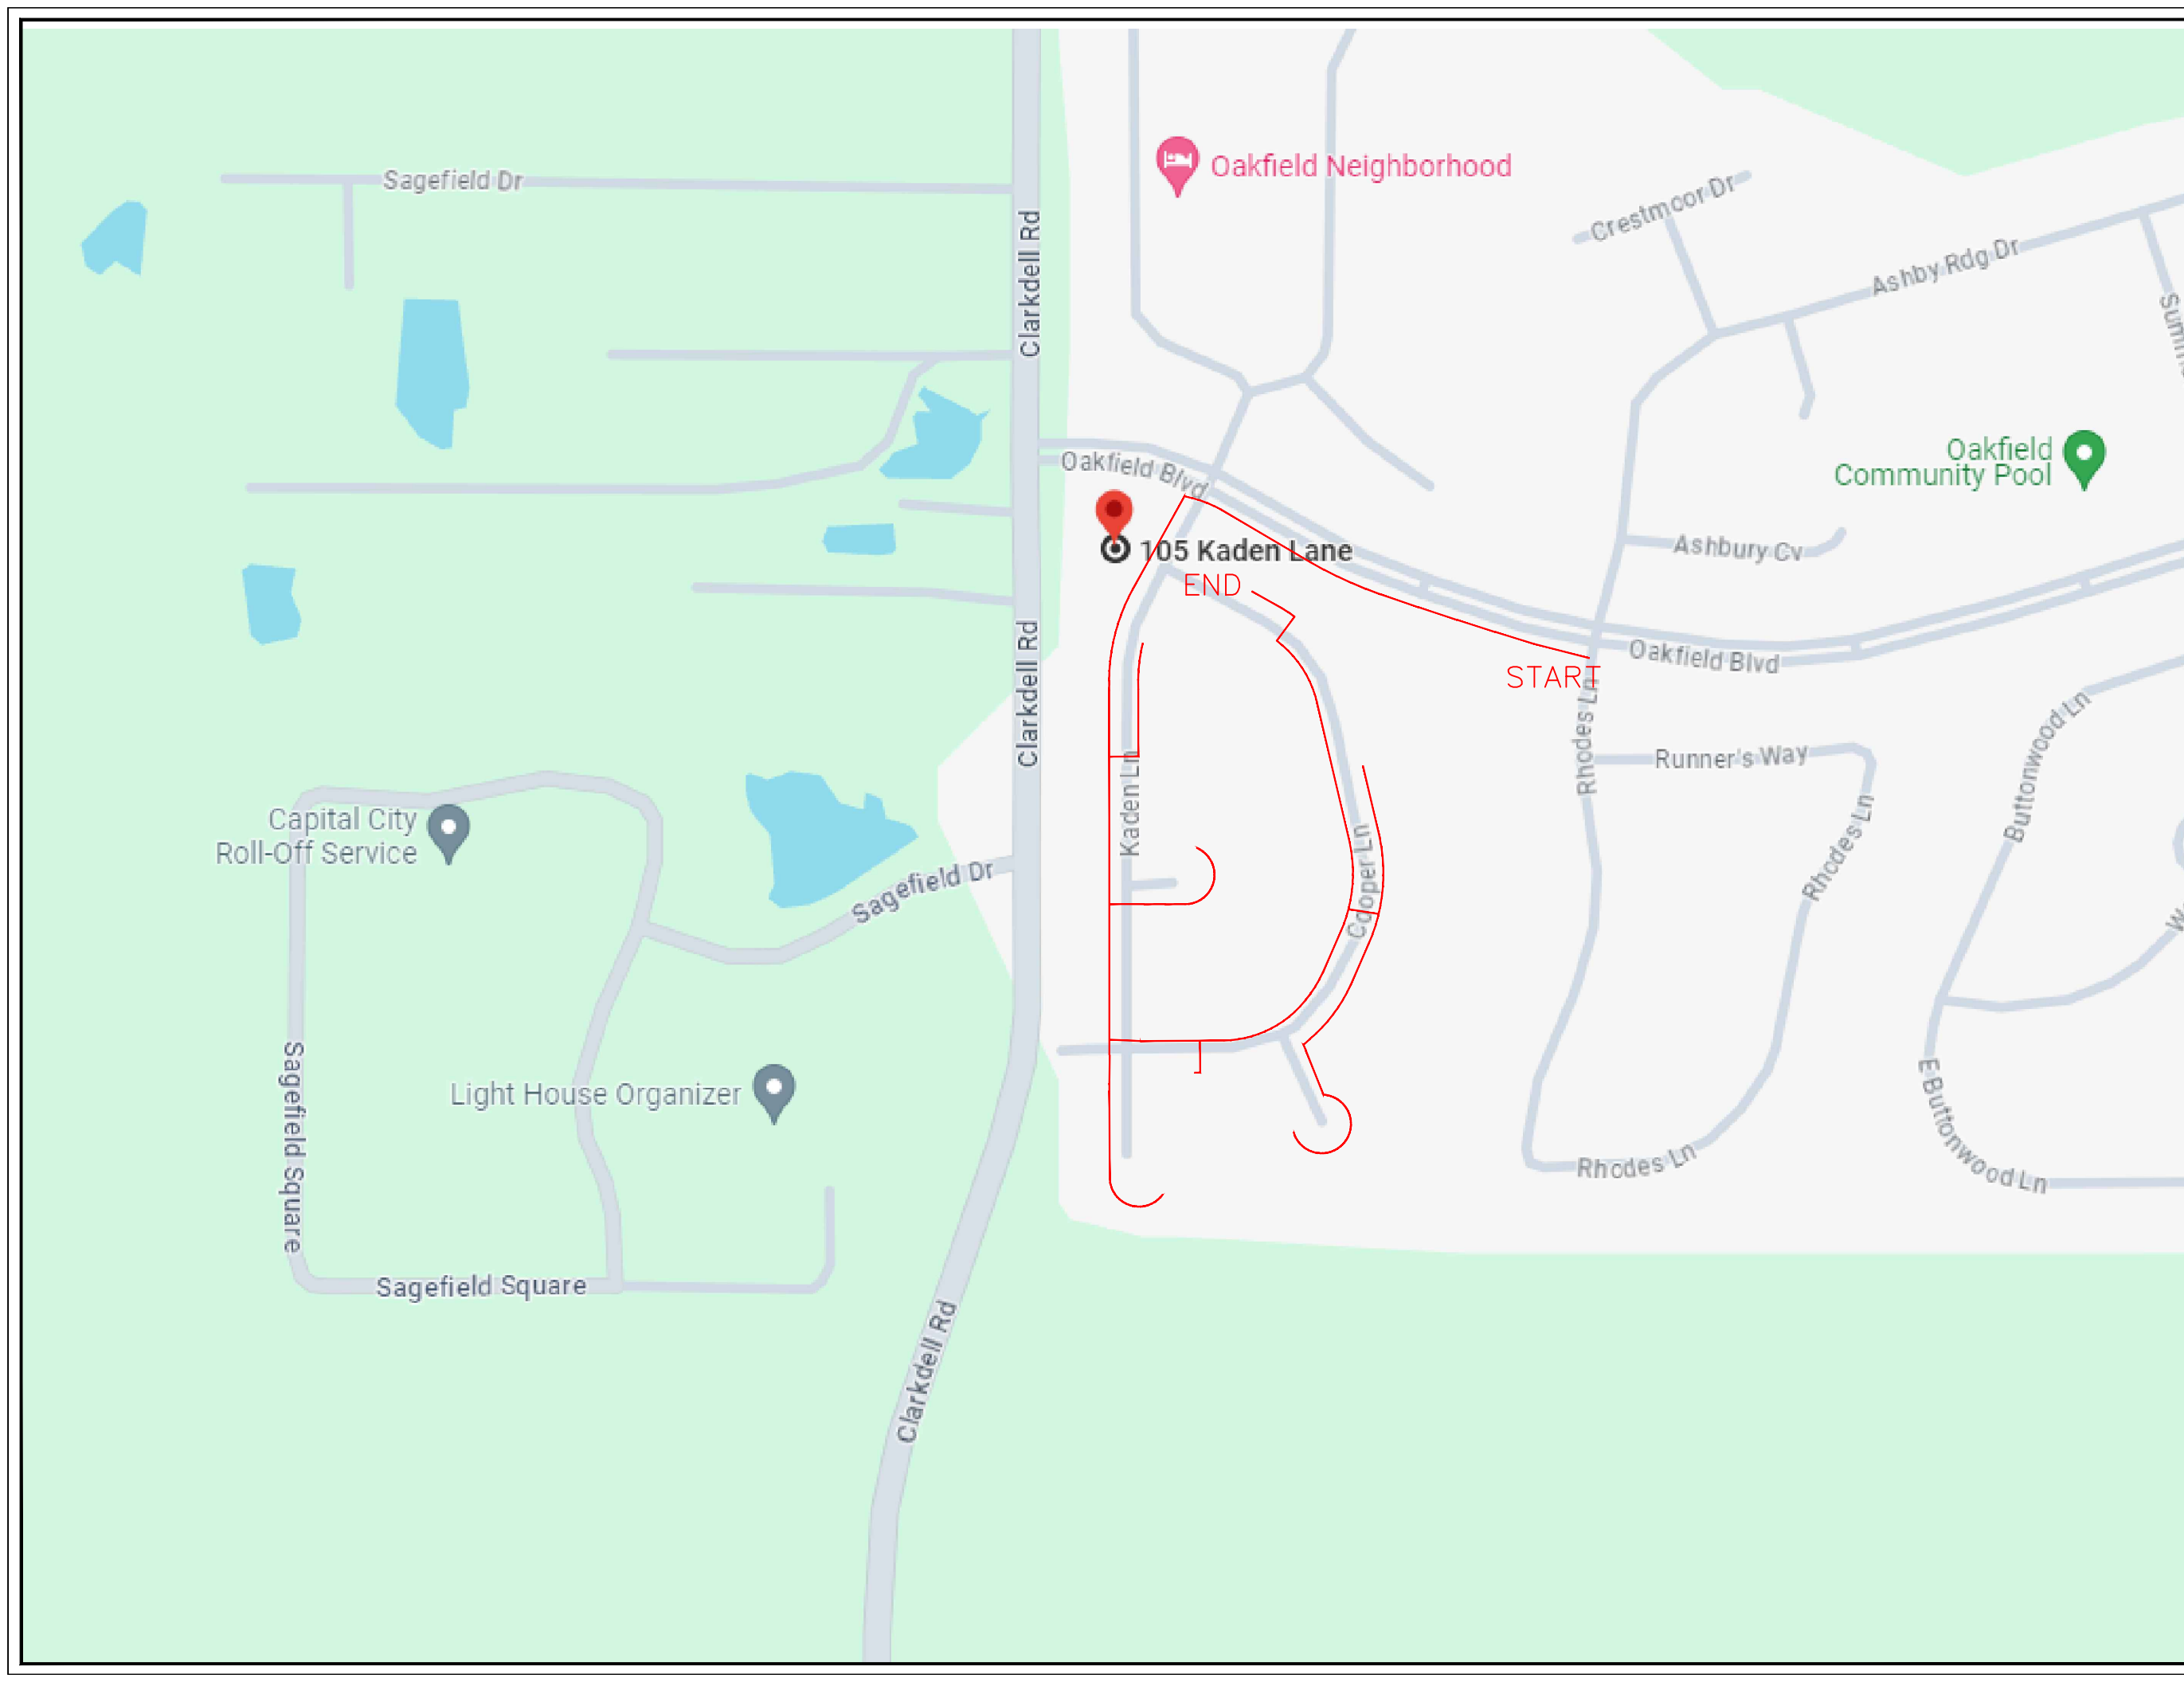 Sagefield Dr
Clarkdell Rd
Oakfield Neighborhood
Crestmoor Dr
Ashby Rdg Dr
Oakfield
Community Pool
Oakfield Blvd
105 Kaden Lane
END
Ashbury Cv
START
Oakfield Blvd
Clarkdell Rd
Rhodes Ln
Runner's Way
Buttonwood Ln
Kaden Ln
Cooper Ln
Rhodes Ln
Capital City
Roll-Off Service
Sagefield Dr
Light House Organizer
Sagefield Square
Rhodes Ln
E Buttonwood Ln
Sagefield Square
Clarkdell Rd